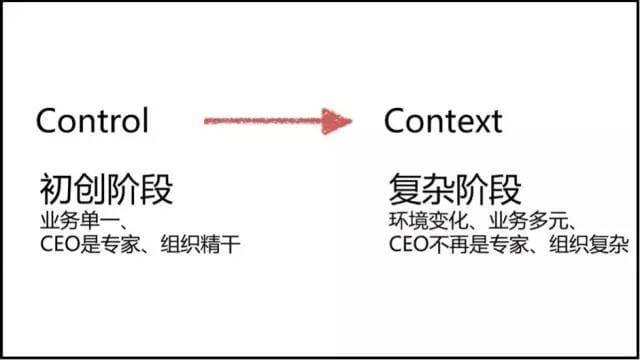 Control
Context
初创阶段
业务单一、
CEO是专家、组织精干
复杂阶段
环境变化、业务多元、
CEO不再是专家、组织复杂